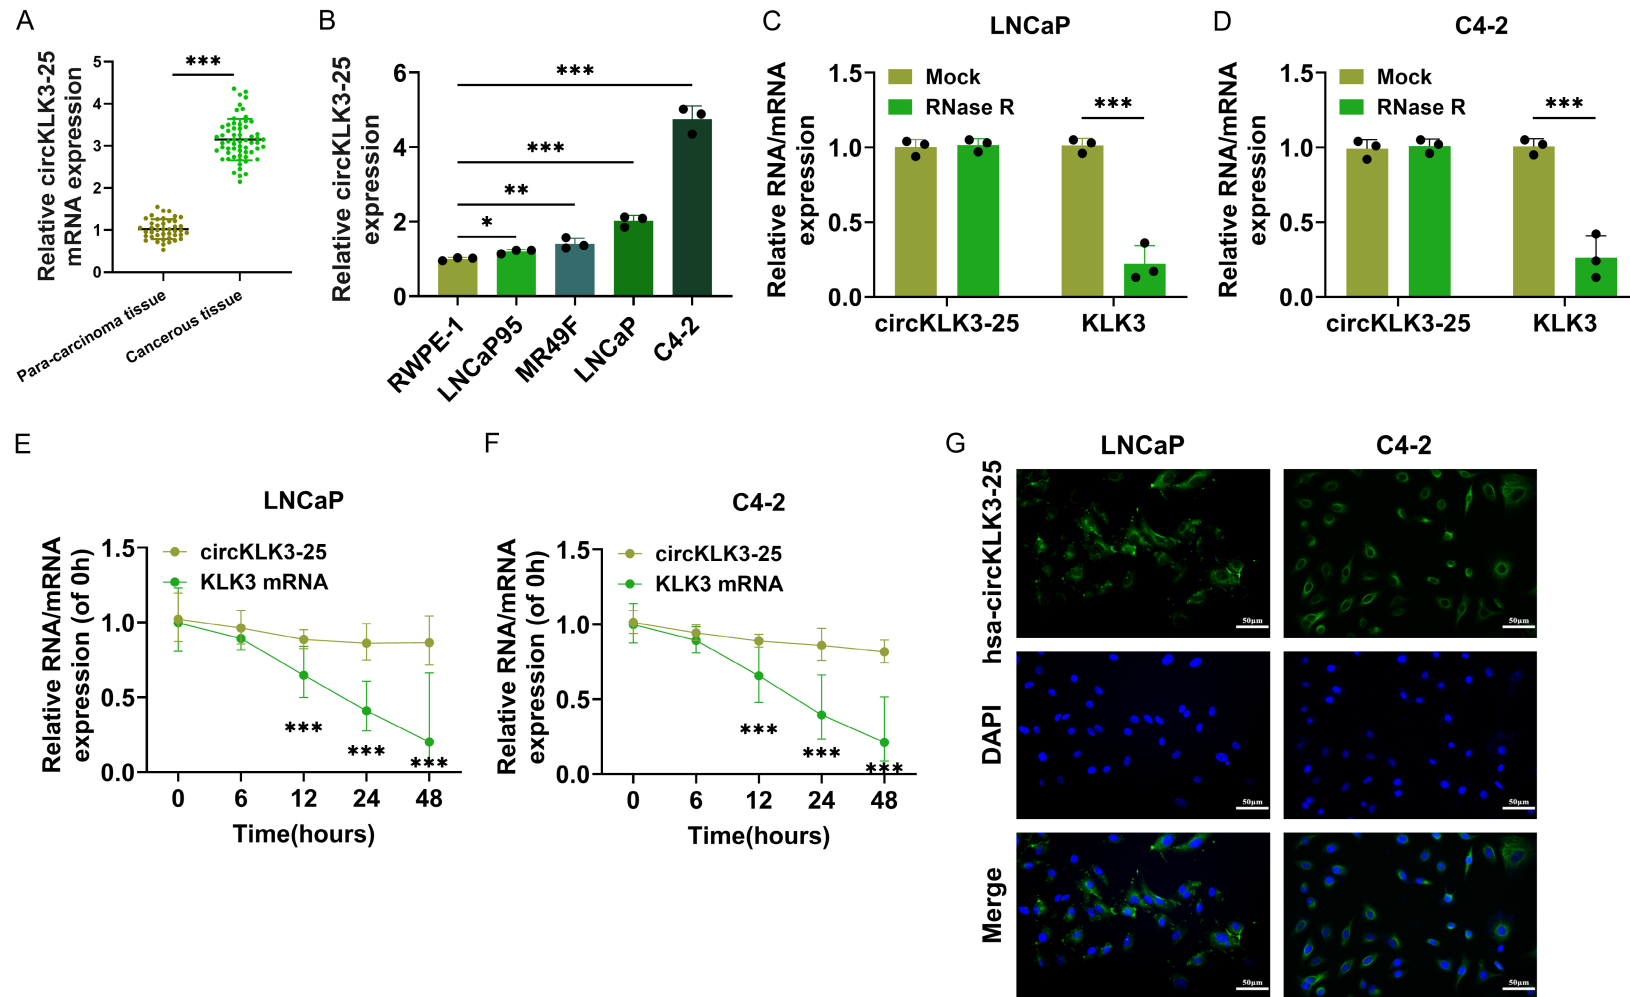 A
Relative circKLK3-25
mRNA expression
5
4
3
2
1
0
***
Para-carcinoma tissue
Cancerous tissue
B
Relative circKLK3-25
expression
6
4
2
0
***
***
**
*
RWPE-1
LNCaP95
MR49F
LNCaP
C4-2
C
LNCaP
Relative RNA/mRNA
expression
1.5
1.0
0.5
0.0
Mock
RNase R
***
circKLK3-25
KLK3
D
C4-2
Relative RNA/mRNA
expression
1.5
1.0
0.5
0.0
Mock
RNase R
***
circKLK3-25
KLK3
E
LNCaP
Relative RNA/mRNA
expression (of 0h)
1.5
1.0
0.5
0.0
circKLK3-25
KLK3 mRNA
***
***
***
0 6 12 24 48
Time(hours)
F
C4-2
Relative RNA/mRNA
expression (of 0h)
1.5
1.0
0.5
0.0
circKLK3-25
KLK3 mRNA
***
***
***
0 6 12 24 48
Time(hours)
G
LNCaP
C4-2
hsa-circKLK3-25
50μm
50μm
DAPI
50μm
50μm
Merge
50μm
50μm